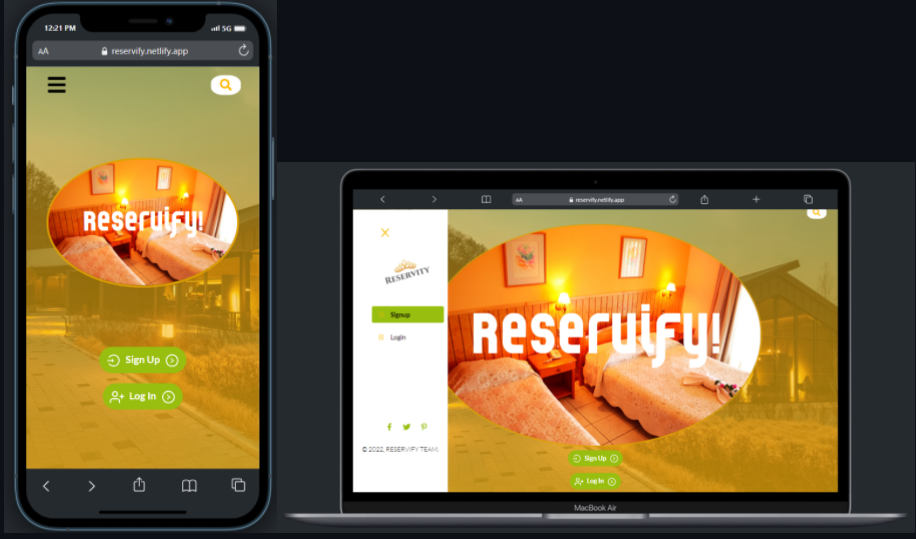 12:21 PM
5G
AA
reservify.netlify.app
Reservify!
Sign Up
Log In
AA
reservify.netlify.app
RESERVITY
Signup
Login
© 2022, RESERVIFY TEAM.
Reservify!
Sign Up
Log In
MacBook Air